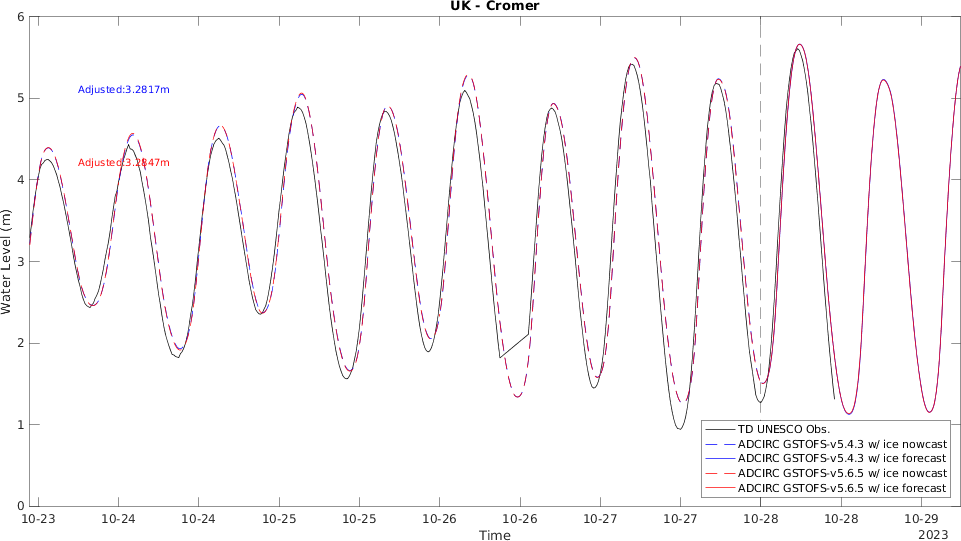 UK - Cromer
6
5
4
3
2
1
0
Water Level (m)
Adjusted:3.2817m
Adjusted:3.2847m
TD UNESCO Obs.
ADCIRC GSTOFS-v5.4.3 w/ ice nowcast
ADCIRC GSTOFS-v5.4.3 w/ ice forecast
ADCIRC GSTOFS-v5.6.5 w/ ice nowcast
ADCIRC GSTOFS-v5.6.5 w/ ice forecast
10-23 10-24 10-24 10-25 10-25 10-26 10-26 10-27 10-27 10-28 10-28 10-29
Time
2023